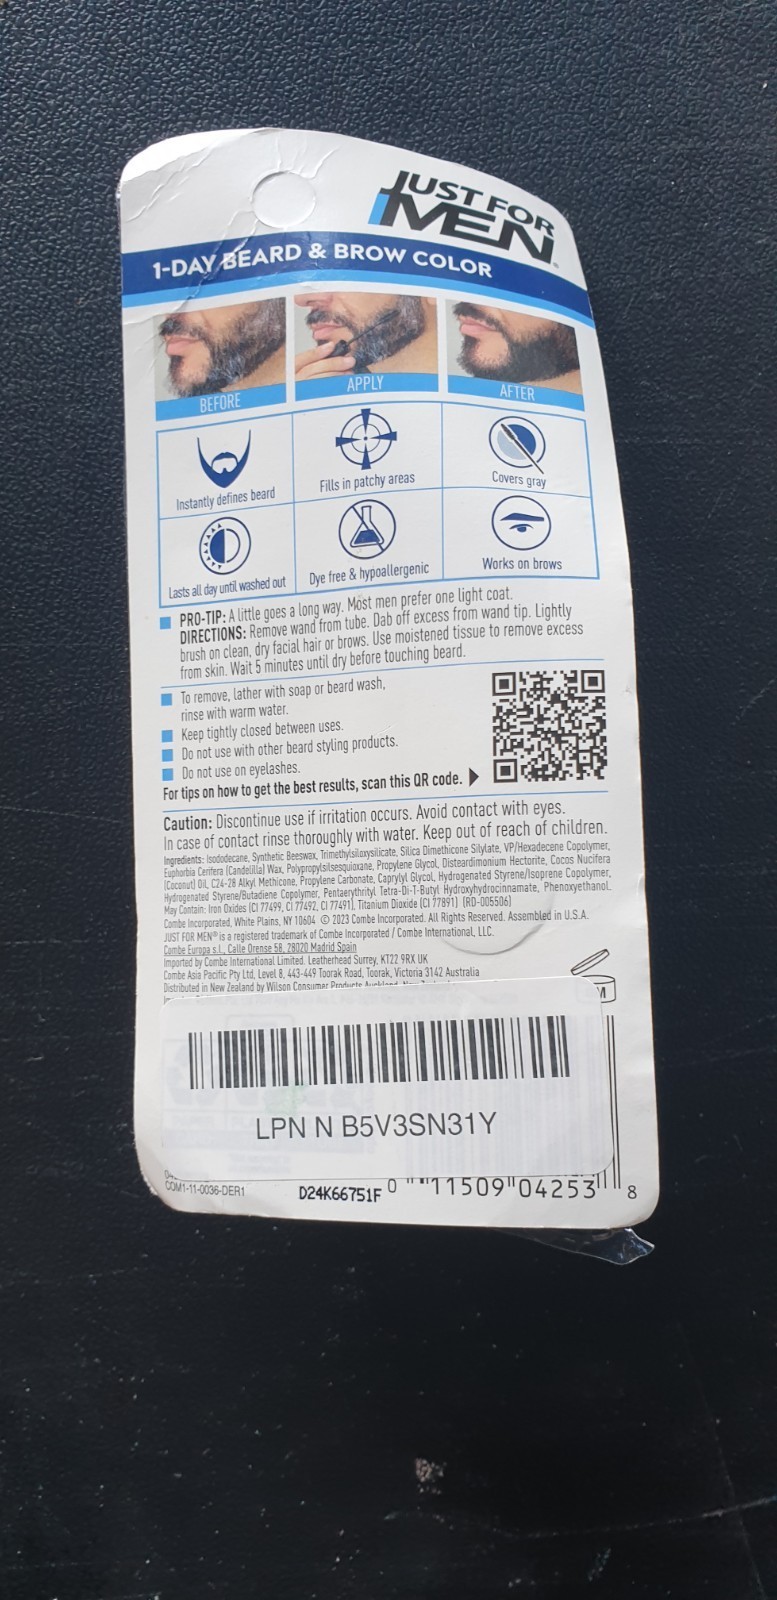 JUST FOR
MEN
1-DAY BEARD & BROW COLOR
BEFORE
APPLY
AFTER
Instantly defines beard
Fills in patchy areas
Covers gray
Lasts all day until washed out
Dye free & hypoallergenic
Works on brows
PRO-TIP: A little goes a long way. Most men prefer one light coat.
DIRECTIONS: Remove wand from tube. Dab off excess from wand tip. Lightly
brush on clean, dry facial hair or brows. Use moistened tissue to remove excess
from skin. Wait 5 minutes until dry before touching beard.
To remove, lather with soap or beard wash,
rinse with warm water.
Keep tightly closed between uses.
Do not use with other beard styling products.
Do not use on eyelashes.
For tips on how to get the best results, scan this QR code.
Caution: Discontinue use if irritation occurs. Avoid contact with eyes.
In case of contact rinse thoroughly with water. Keep out of reach of children.
Ingredients: Isododecane, Synthetic Beeswax, Trimethylsiloxysilicate, Silica Dimethicone Silylate, VP/Hexadecene Copolymer,
Euphorbia Cerifera (Candelilla) Wax, Polypropylsilsesquioxane, Propylene Glycol, Disteardimonium Hectorite, Cocos Nucifera
(Coconut) Oil, C24-28 Alkyl Methicone, Propylene Carbonate, Caprylyl Glycol, Hydrogenated Styrene/Isoprene Copolymer,
Hydrogenated Styrene/Butadiene Copolymer, Pentaerythrityl Tetra-Di-T-Butyl Hydroxyhydrocinnamate, Phenoxyethanol.
May Contain: Iron Oxides (CI 77499, CI 77492, CI 77491), Titanium Dioxide (CI 77891) (RD-005506)
Combe Incorporated, White Plains, NY 10604 © 2023 Combe Incorporated. All Rights Reserved. Assembled in U.S.A.
JUST FOR MEN® is a registered trademark of Combe Incorporated / Combe International, LLC.
Combe Europa s.l., Calle Orense 58, 28020 Madrid Spain
Imported by Combe International Limited. Leatherhead Surrey, KT22 9RX UK
Combe Asia Pacific Pty Ltd, Level 8, 443-449 Toorak Road, Toorak, Victoria 3142 Australia
Distributed in New Zealand by Wilson Consumer Products Auckland
M
LPN N B5V3SN31Y
COM1-11-0036-DER1
D24K66751F
0 11509 04253 8